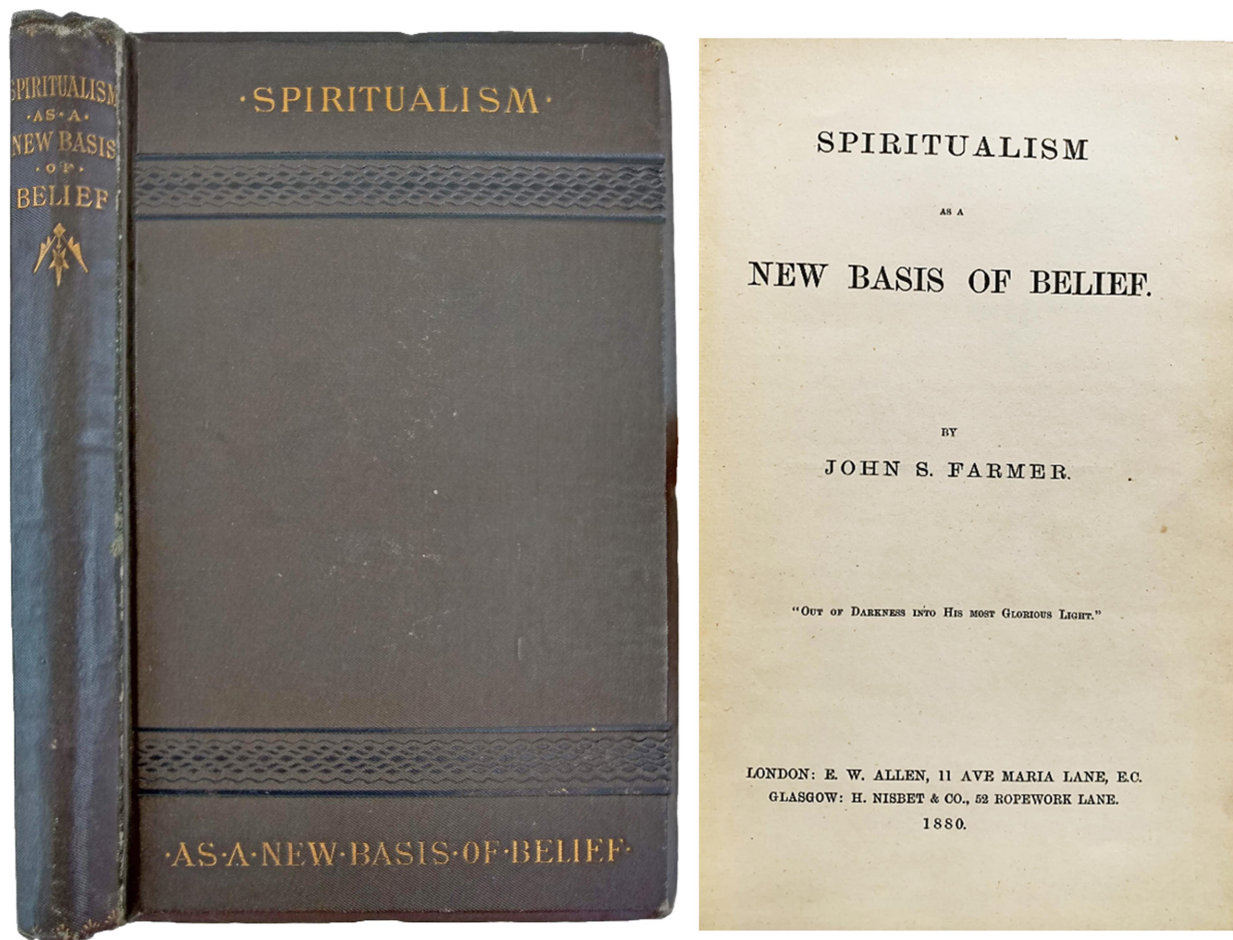 SPIRITUALISM
·AS·A·
NEW BASIS
·OF·
BELIEF
·SPIRITUALISM·
·AS·A·NEW·BASIS·OF·BELIEF·
SPIRITUALISM
AS A
NEW BASIS OF BELIEF.
BY
JOHN S. FARMER.
"Out of Darkness into His most Glorious Light."
LONDON: E. W. ALLEN, 11 AVE MARIA LANE, E.C.
GLASGOW: H. NISBET & CO., 52 ROPEWORK LANE.
1880.